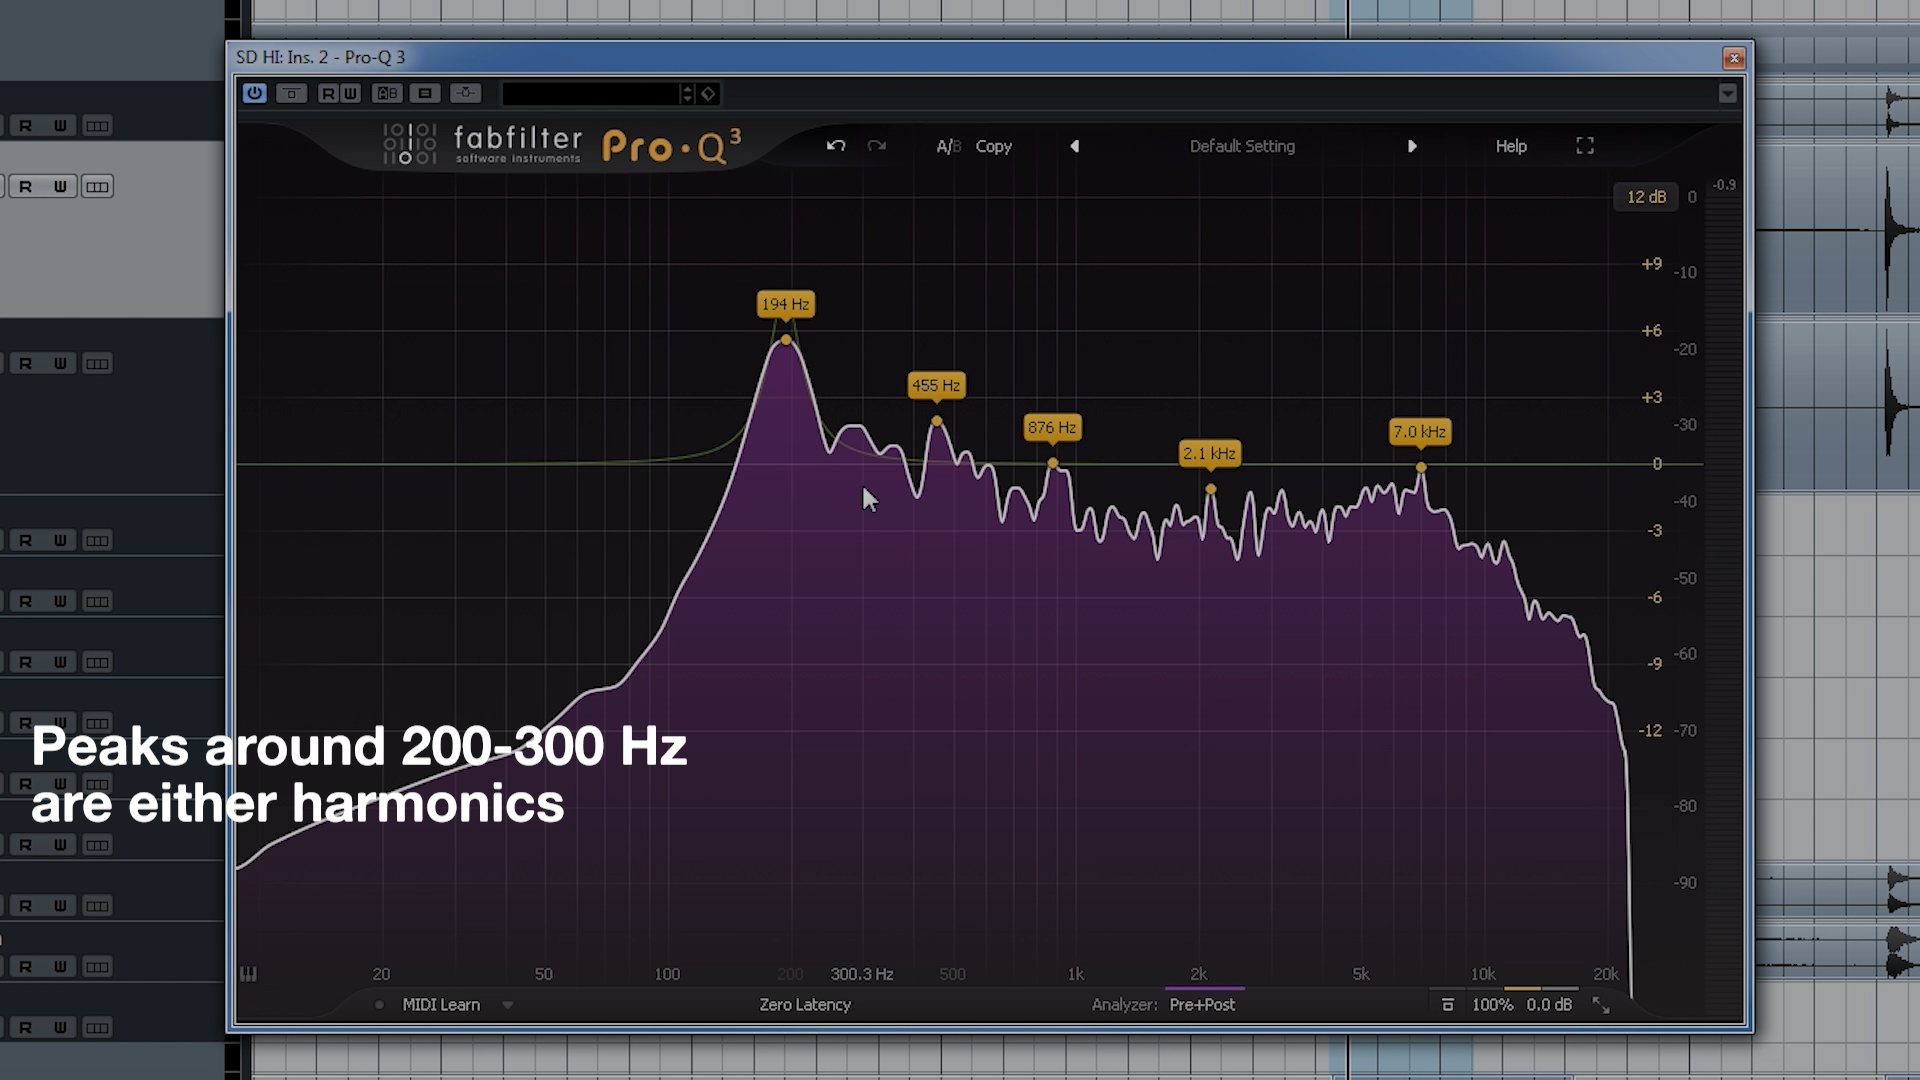 SD HI: Ins. 2 - Pro-Q 3
R W
AB
fabfilter
software instruments
Pro·Q3
A/B Copy
Default Setting
Help
12 dB
0
-0.9
+9
-10
+6
-20
+3
-30
0
-40
-3
-50
-6
-60
-9
-12
-70
-80
-90
194 Hz
455 Hz
876 Hz
2.1 kHz
7.0 kHz
R W
R W
R W
R W
R W
R W
R W
R W
R W
R W
R W
R W
Peaks around 200-300 Hz
are either harmonics
20 50 100 200 300.3 Hz 500 1k 2k 5k 10k 20k
MIDI Learn
Zero Latency
Analyzer: Pre+Post
100% 0.0 dB